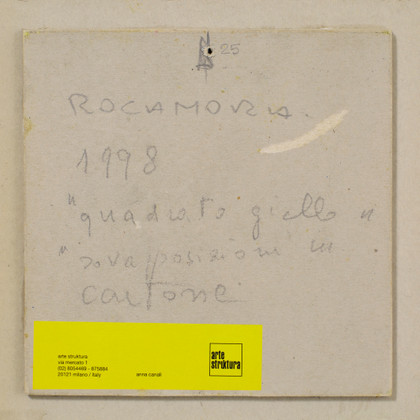 25
ROCAMORA.
1998
"quadrato giallo"
"sovrapposizioni in
cartone
arte struktura
via mercato 1
(02) 8054489 - 875884
20121 milano / italy
anna canali
arte
struktura